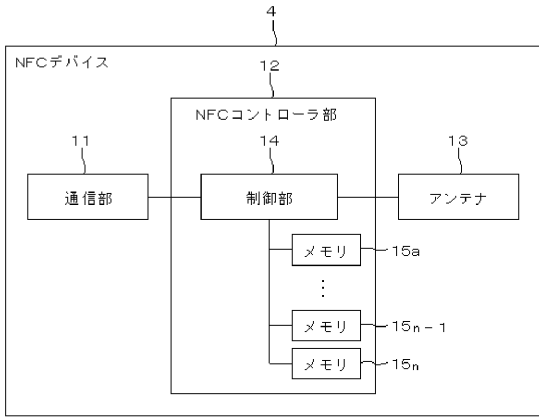 4
NFCデバイス
12
NFCコントローラ部
11
14
13
通信部
制御部
アンテナ
メモリ
15a
⋮
メモリ
15n-1
メモリ
15n